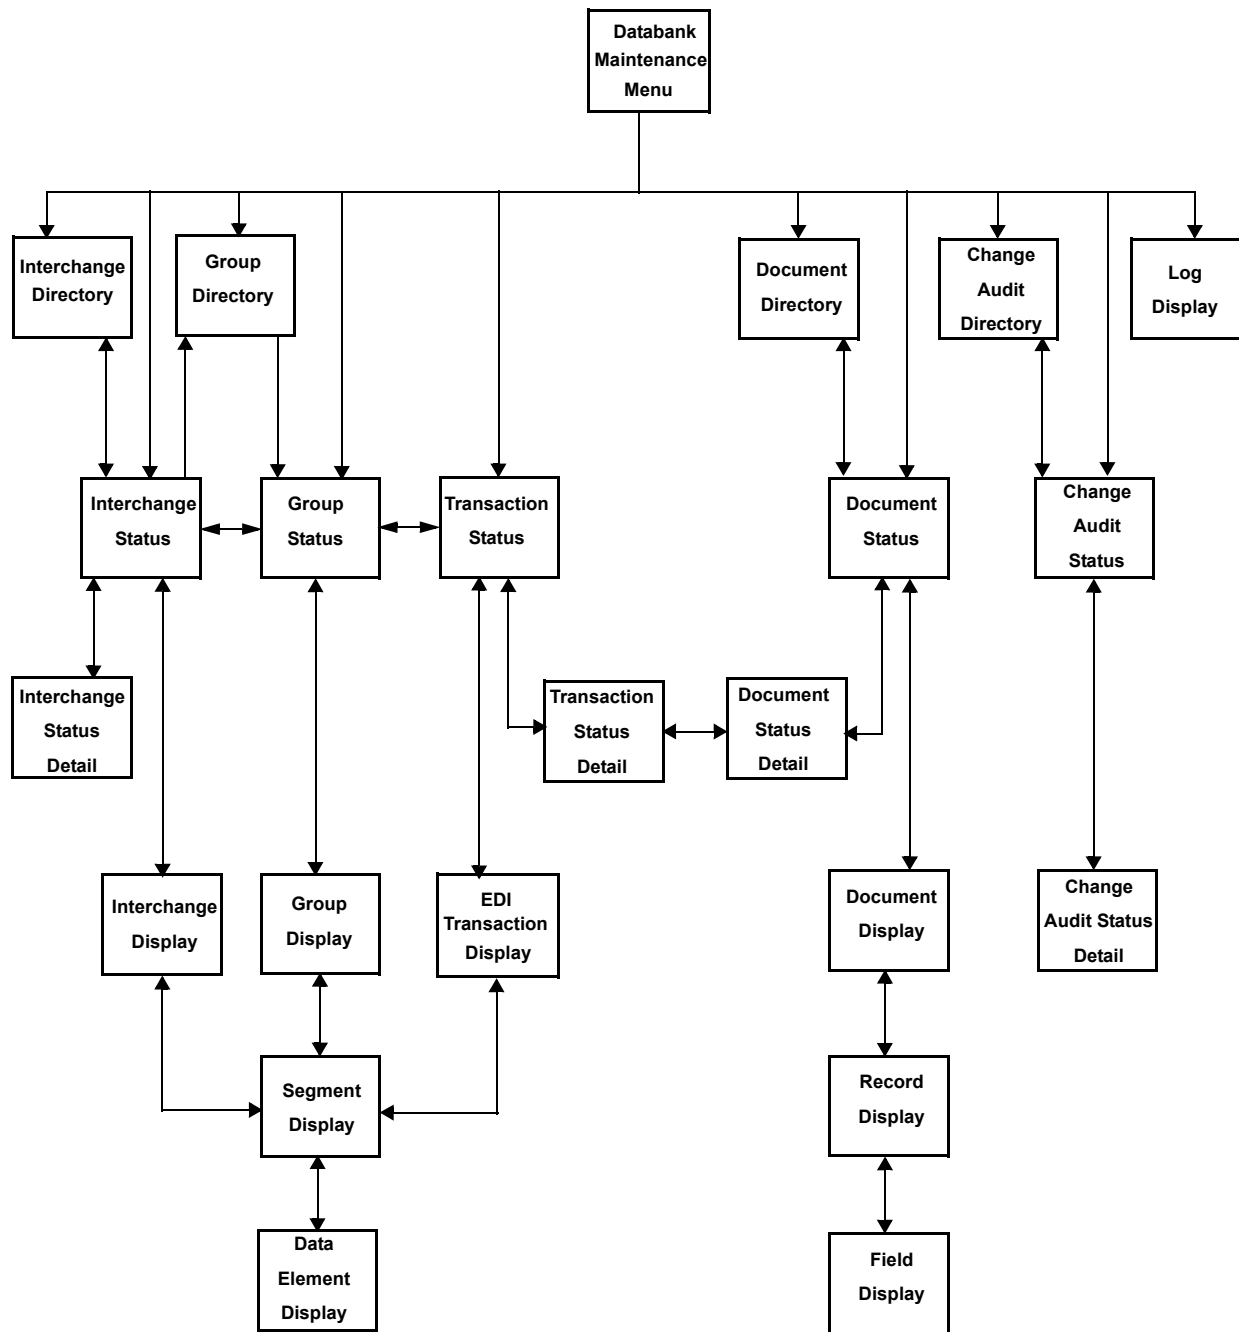 Databank
Maintenance
Menu
Interchange
Directory
Group
Directory
Document
Directory
Change
Audit
Directory
Log
Display
Interchange
Status
Group
Status
Transaction
Status
Document
Status
Change
Audit
Status
Interchange
Status
Detail
Transaction
Status
Detail
Document
Status
Detail
Interchange
Display
Group
Display
EDI
Transaction
Display
Document
Display
Change
Audit Status
Detail
Segment
Display
Record
Display
Data
Element
Display
Field
Display